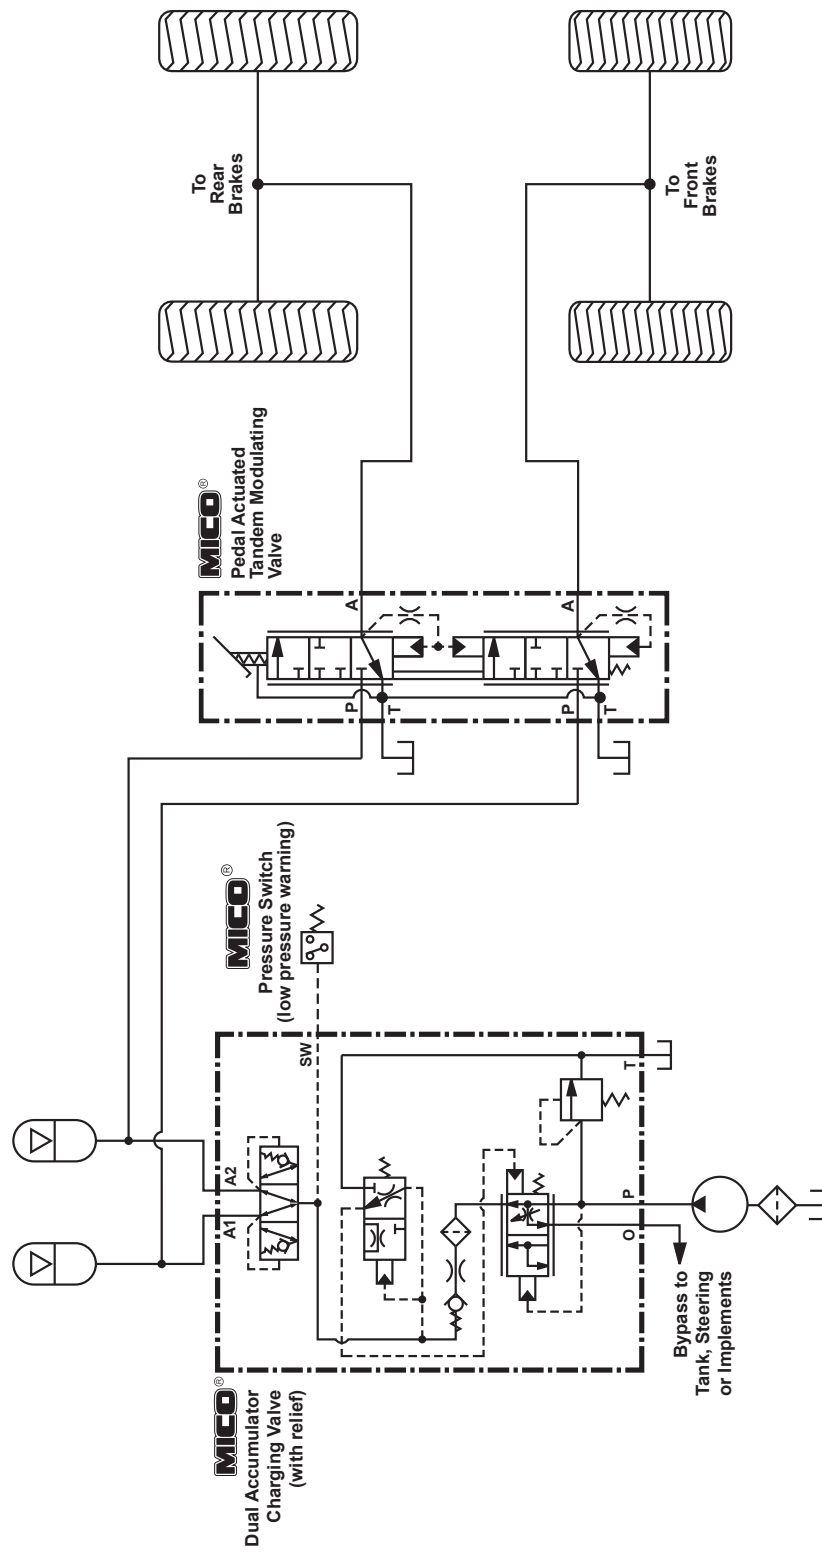 MICO®
Dual Accumulator
Charging Valve
(with relief)
A1
A2
SW
T
P
O
Bypass to
Tank, Steering
or Implements
MICO®
Pressure Switch
(low pressure warning)
MICO®
Pedal Actuated
Tandem Modulating
Valve
P
T
A
P
T
A
To
Rear
Brakes
To
Front
Brakes